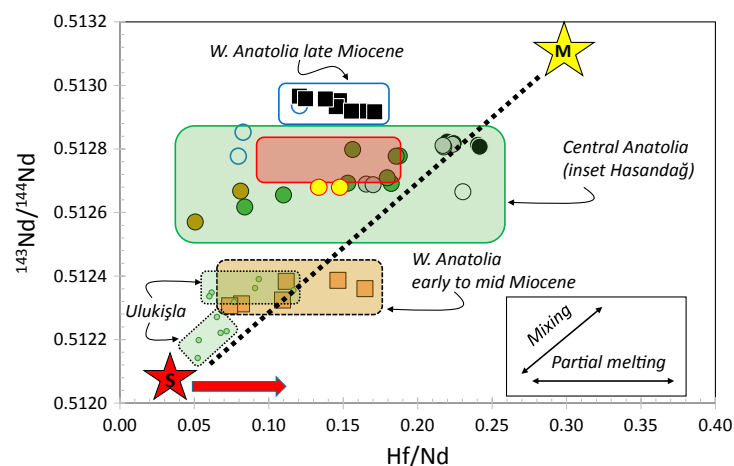 ¹⁴³Nd/¹⁴⁴Nd
0.5132
0.5130
0.5128
0.5126
0.5124
0.5122
0.5120
W. Anatolia late Miocene
M
Central Anatolia
(inset Hasandağ)
W. Anatolia
early to mid Miocene
Ulukişla
S
Mixing
Partial melting
0.00
0.05
0.10
0.15
0.20
0.25
0.30
0.35
0.40
Hf/Nd